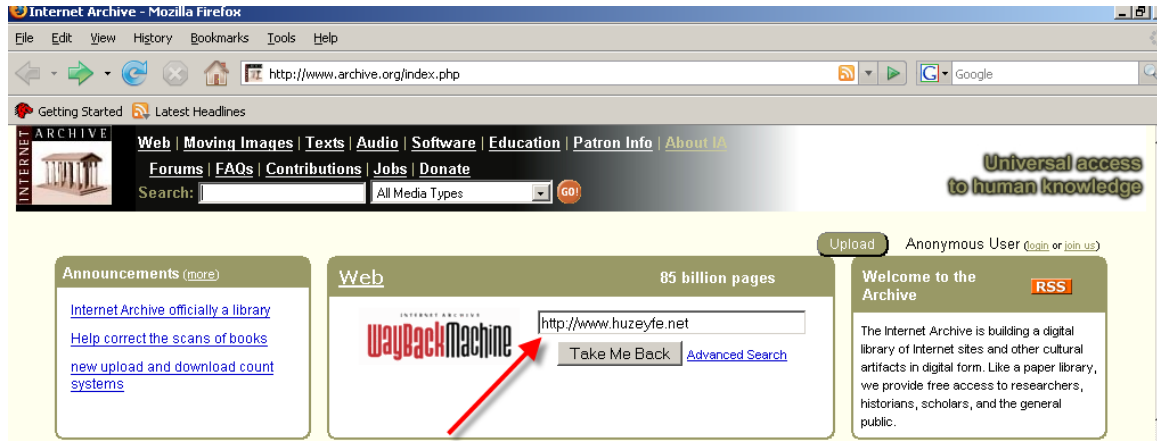 Internet Archive - Mozilla Firefox
File Edit View History Bookmarks Tools Help
http://www.archive.org/index.php
Google
Getting Started Latest Headlines
INTERNET ARCHIVE
Web | Moving Images | Texts | Audio | Software | Education | Patron Info | About IA
Forums | FAQs | Contributions | Jobs | Donate
Search: All Media Types GO!
Universal access
to human knowledge
Upload Anonymous User (login or join us)
Announcements (more)
Internet Archive officially a library
Help correct the scans of books
new upload and download count
systems
Web 85 billion pages
INTERNET ARCHIVE
WayBackMachine
http://www.huzeyfe.net
Take Me Back Advanced Search
Welcome to the
Archive
RSS
The Internet Archive is building a digital
library of Internet sites and other cultural
artifacts in digital form. Like a paper library,
we provide free access to researchers,
historians, scholars, and the general
public.